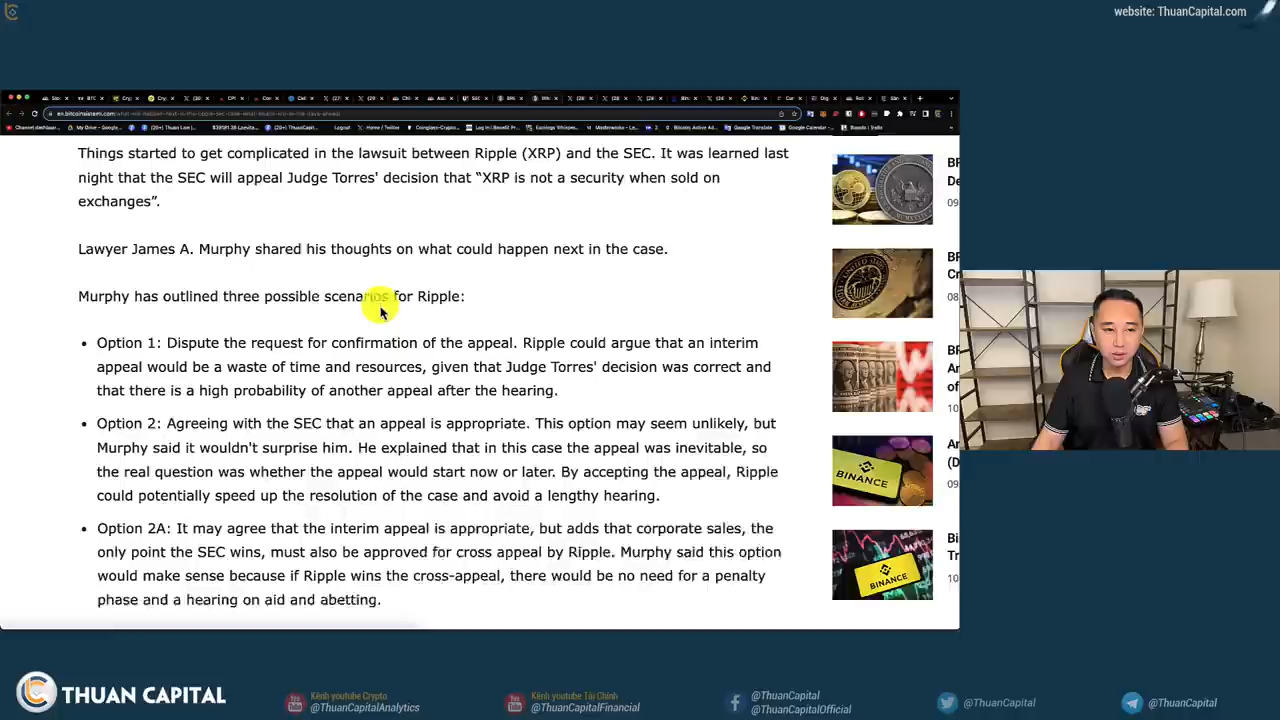 website: ThuanCapital.com
Things started to get complicated in the lawsuit between Ripple (XRP) and the SEC. It was learned last
night that the SEC will appeal Judge Torres' decision that “XRP is not a security when sold on
exchanges”.
Lawyer James A. Murphy shared his thoughts on what could happen next in the case.
Murphy has outlined three possible scenarios for Ripple:
• Option 1: Dispute the request for confirmation of the appeal. Ripple could argue that an interim
appeal would be a waste of time and resources, given that Judge Torres' decision was correct and
that there is a high probability of another appeal after the hearing.
• Option 2: Agreeing with the SEC that an appeal is appropriate. This option may seem unlikely, but
Murphy said it wouldn't surprise him. He explained that in this case the appeal was inevitable, so
the real question was whether the appeal would start now or later. By accepting the appeal, Ripple
could potentially speed up the resolution of the case and avoid a lengthy hearing.
• Option 2A: It may agree that the interim appeal is appropriate, but adds that corporate sales, the
only point the SEC wins, must also be approved for cross appeal by Ripple. Murphy said this option
would make sense because if Ripple wins the cross-appeal, there would be no need for a penalty
phase and a hearing on aid and abetting.
BINANCE
BINANCE
THUAN CAPITAL
Kênh youtube Crypto
@ThuanCapitalAnalytics
Kênh youtube Tài Chính
@ThuanCapitalFinancial
@ThuanCapital
@ThuanCapitalOfficial
@ThuanCapital
@ThuanCapital